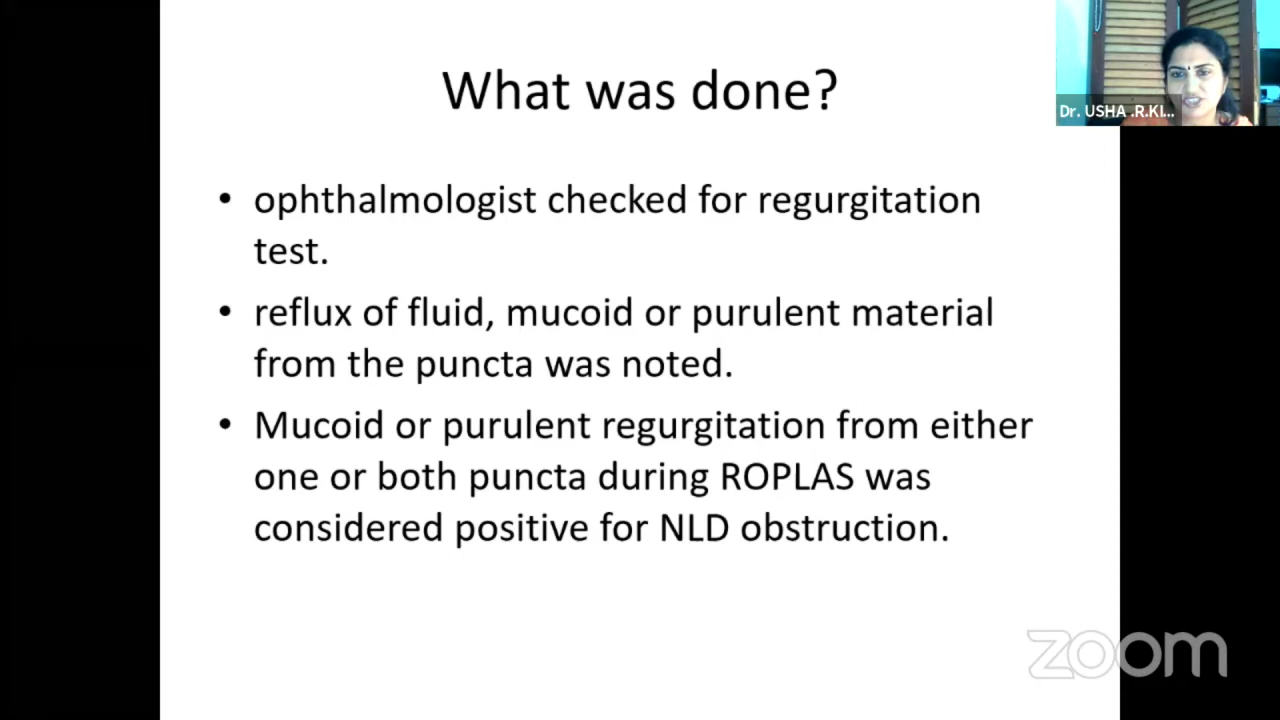 What was done?
Dr. USHA .R.KI...
• ophthalmologist checked for regurgitation
test.
• reflux of fluid, mucoid or purulent material
from the puncta was noted.
• Mucoid or purulent regurgitation from either
one or both puncta during ROPLAS was
considered positive for NLD obstruction.
zoom